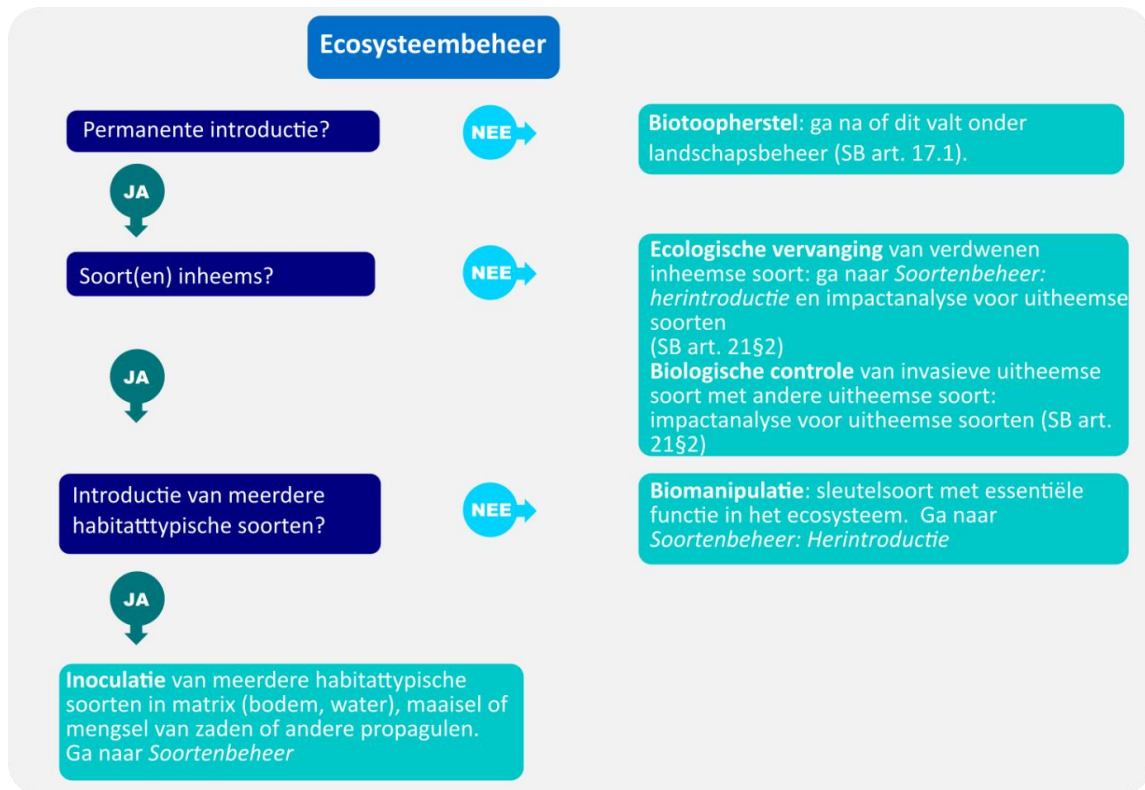 Ecosysteembeheer
Permanente introductie?
NEE
Biotoopherstel: ga na of dit valt onder
landschapsbeheer (SB art. 17.1).
JA
Soort(en) inheems?
NEE
Ecologische vervanging van verdwenen
inheemse soort: ga naar Soortenbeheer:
herintroductie en impactanalyse voor uitheemse
soorten
(SB art. 21§2)
Biologische controle van invasieve uitheemse
soort met andere uitheemse soort:
impactanalyse voor uitheemse soorten (SB art.
21§2)
JA
Introductie van meerdere
habitatttypische soorten?
NEE
Biomanipulatie: sleutelsoort met essentiële
functie in het ecosysteem. Ga naar
Soortenbeheer: Herintroductie
JA
Inoculatie van meerdere habitattypische
soorten in matrix (bodem, water), maaisel of
mengsel van zaden of andere propagulen.
Ga naar Soortenbeheer